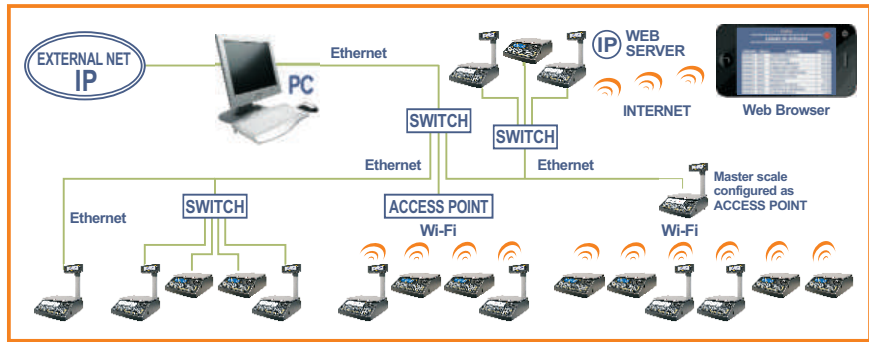 EXTERNAL NET
IP
PC
Ethernet
IP
WEB
SERVER
INTERNET
Web Browser
SWITCH
SWITCH
Ethernet
Ethernet
Ethernet
SWITCH
ACCESS POINT
Wi-Fi
Master scale
configured as
ACCESS POINT
Wi-Fi